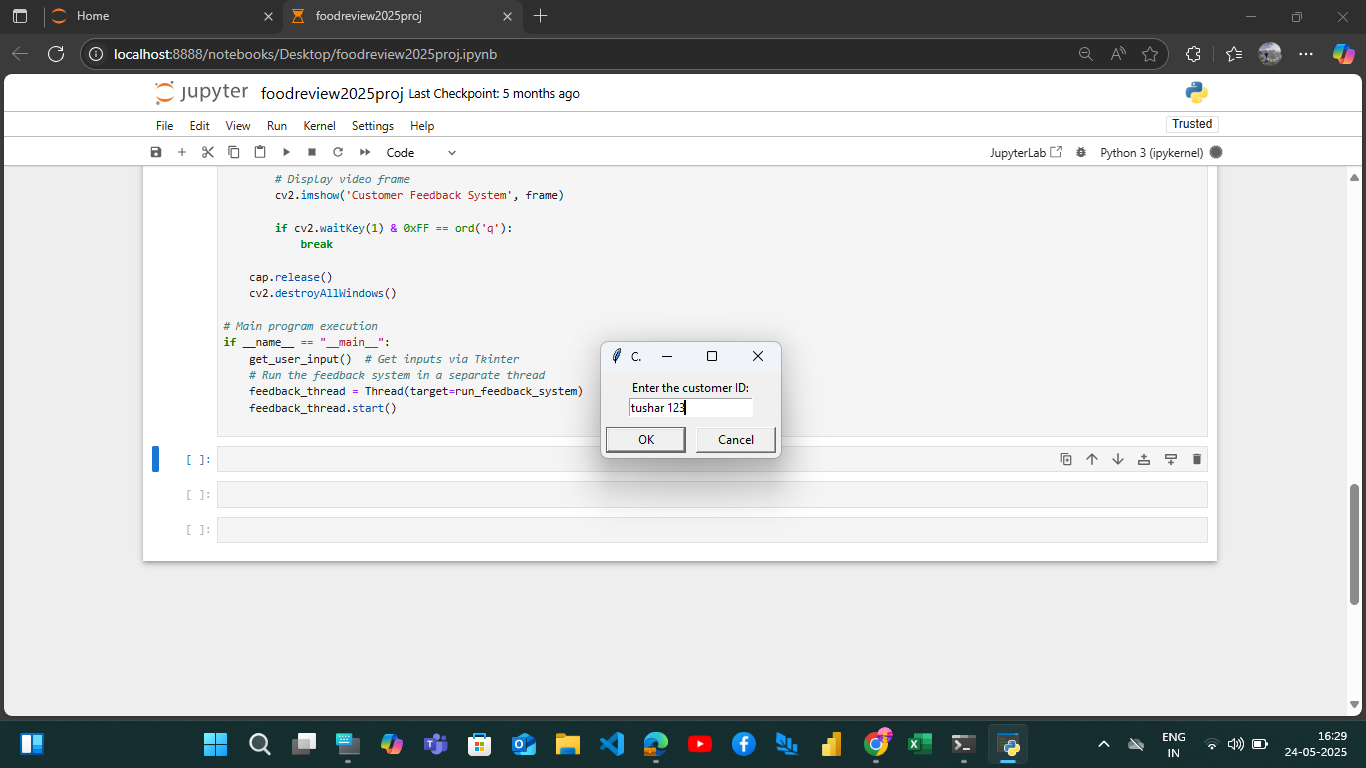 Home
foodreview2025proj
localhost:8888/notebooks/Desktop/foodreview2025proj.ipynb
jupyter foodreview2025proj Last Checkpoint: 5 months ago
File Edit View Run Kernel Settings Help
Trusted
Code
JupyterLab
Python 3 (ipykernel)
# Display video frame
cv2.imshow('Customer Feedback System', frame)
if cv2.waitKey(1) & 0xFF == ord('q'):
break
cap.release()
cv2.destroyAllWindows()
# Main program execution
if __name__ == "__main__":
get_user_input()  # Get inputs via Tkinter
# Run the feedback system in a separate thread
feedback_thread = Thread(target=run_feedback_system)
feedback_thread.start()
C.
Enter the customer ID:
tushar 123
OK
Cancel
[ ]:
[ ]:
[ ]:
ENG
IN
16:29
24-05-2025